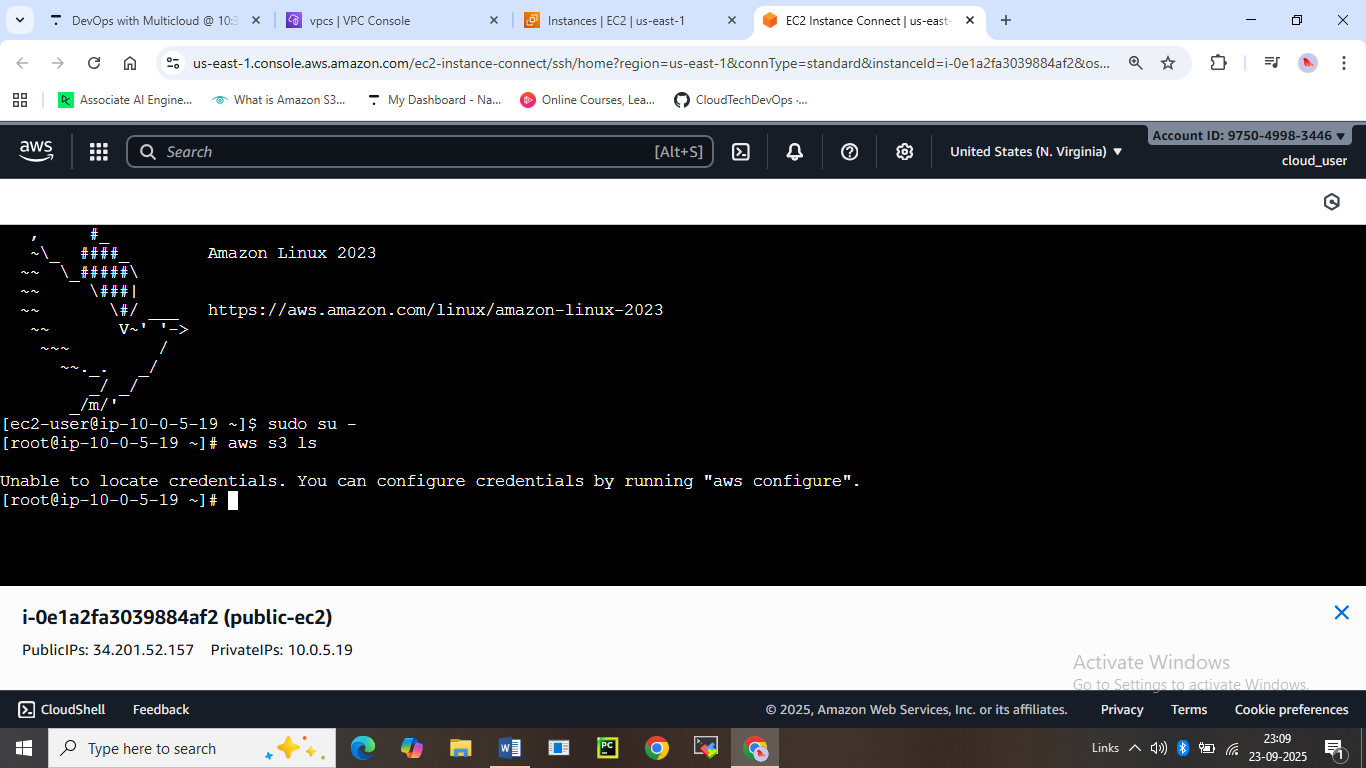 DevOps with Multicloud @ 10:3
vpcs | VPC Console
Instances | EC2 | us-east-1
EC2 Instance Connect | us-east-
us-east-1.console.aws.amazon.com/ec2-instance-connect/ssh/home?region=us-east-1&connType=standard&instanceId=i-0e1a2fa3039884af2&os...
Associate AI Engine...
What is Amazon S3...
My Dashboard - Na...
Online Courses, Lea...
CloudTechDevOps ·...
aws
Search
[Alt+S]
United States (N. Virginia) ▼
Account ID: 9750-4998-3446 ▼
cloud_user
   ,     #_
   ~\_  ####_        Amazon Linux 2023
  ~~  \_#####\
  ~~     \###|
  ~~       \#/ ___   https://aws.amazon.com/linux/amazon-linux-2023
   ~~       V~' '->
    ~~~         /
      ~~._.   _/
         _/ _/
       _/m/'
[ec2-user@ip-10-0-5-19 ~]$ sudo su -
[root@ip-10-0-5-19 ~]# aws s3 ls
Unable to locate credentials. You can configure credentials by running "aws configure".
[root@ip-10-0-5-19 ~]#
i-0e1a2fa3039884af2 (public-ec2)
PublicIPs: 34.201.52.157 PrivateIPs: 10.0.5.19
Activate Windows
Go to Settings to activate Windows.
CloudShell
Feedback
© 2025, Amazon Web Services, Inc. or its affiliates.
Privacy
Terms
Cookie preferences
Type here to search
PC
Links
23:09
23-09-2025
1